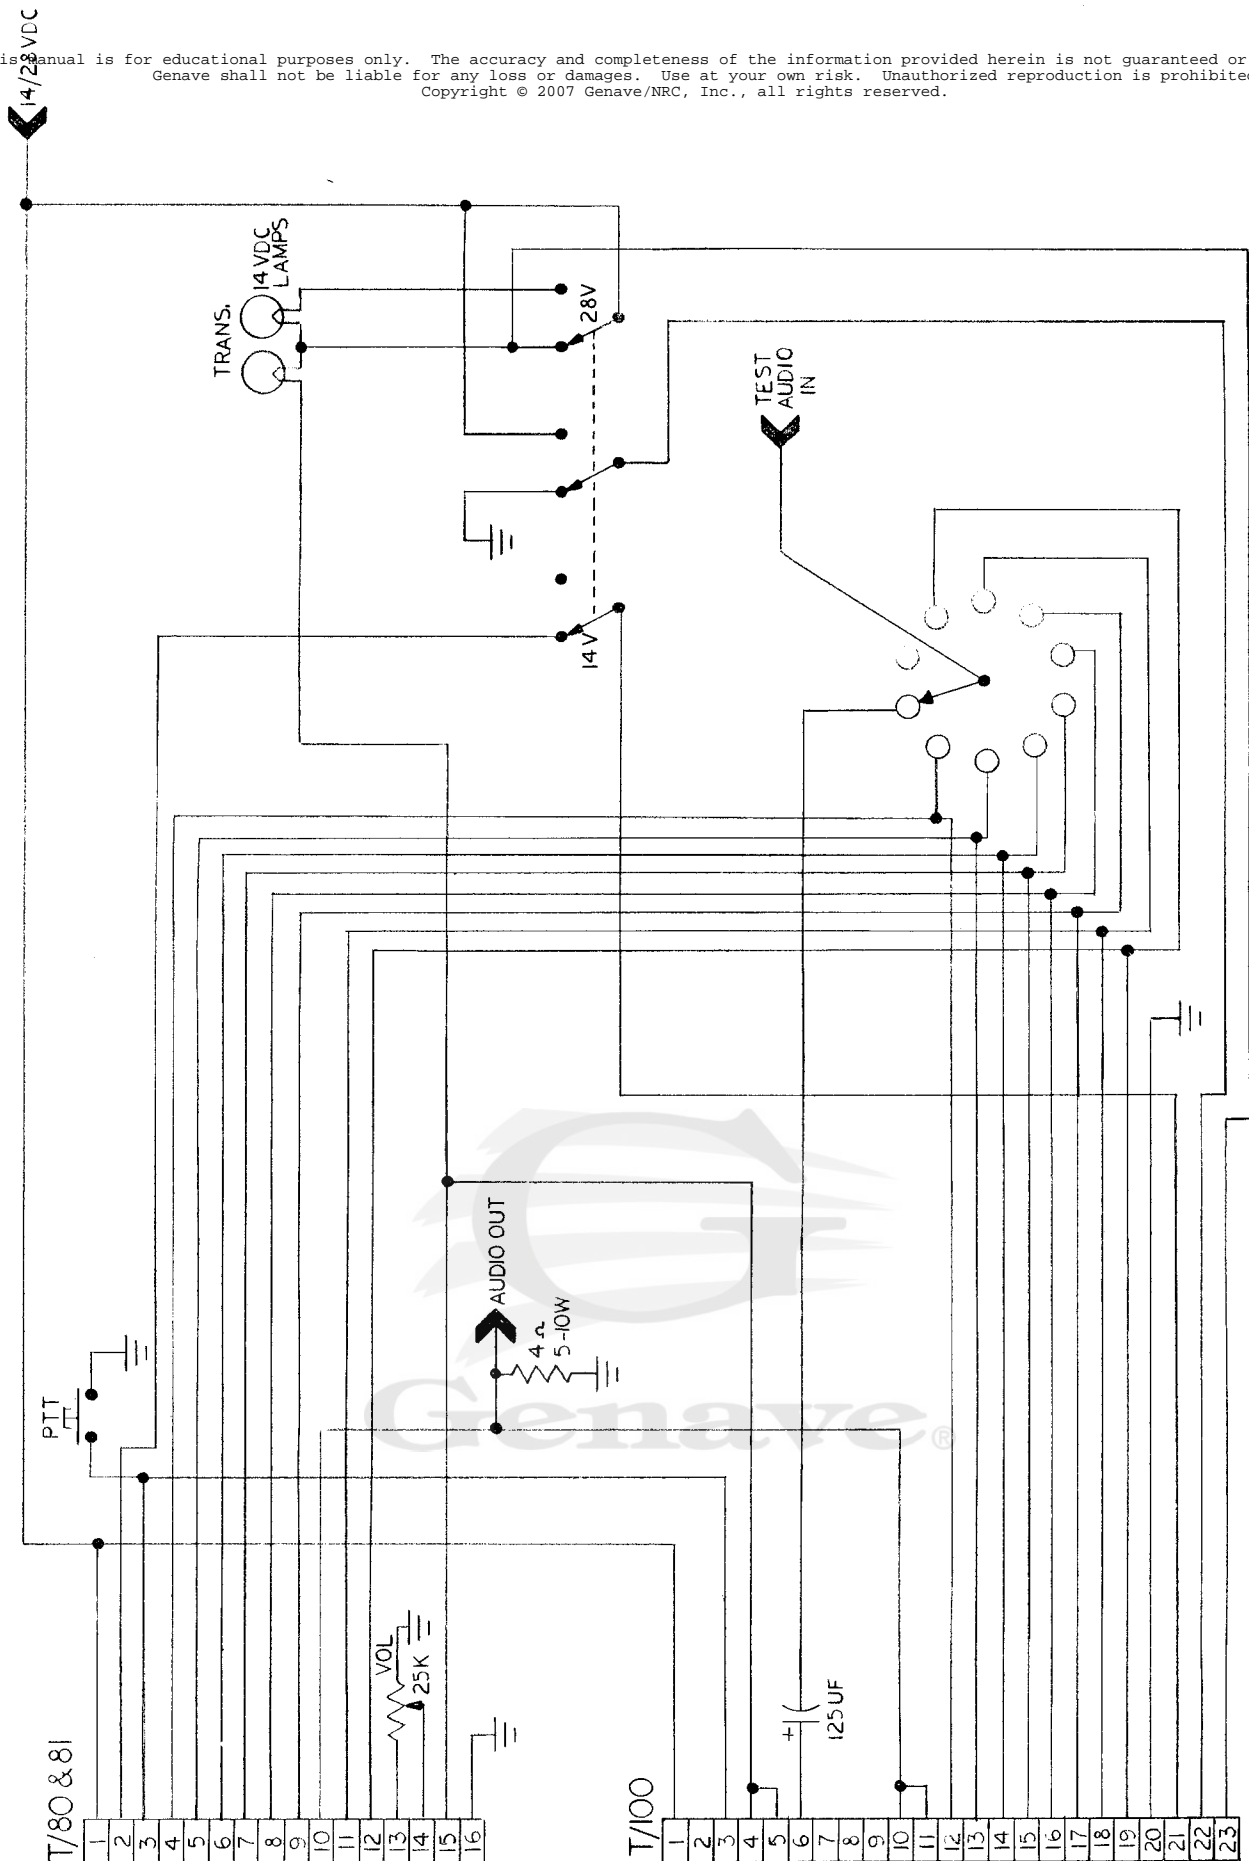 is manual is for educational purposes only. The accuracy and completeness of the information provided herein is not guaranteed or
Genave shall not be liable for any loss or damages. Use at your own risk. Unauthorized reproduction is prohibite
Copyright © 2007 Genave/NRC, Inc., all rights reserved.
14/28VDC
TRANS.
14VDC
LAMPS
28V
14V
TEST
AUDIO
IN
AUDIO OUT
4 Ω
5-10W
PTT
VOL
25K
+
125UF
Genave®
T/80 & 81
1
2
3
4
5
6
7
8
9
10
11
12
13
14
15
16
T/100
1
2
3
4
5
6
7
8
9
10
11
12
13
14
15
16
17
18
19
20
21
22
23